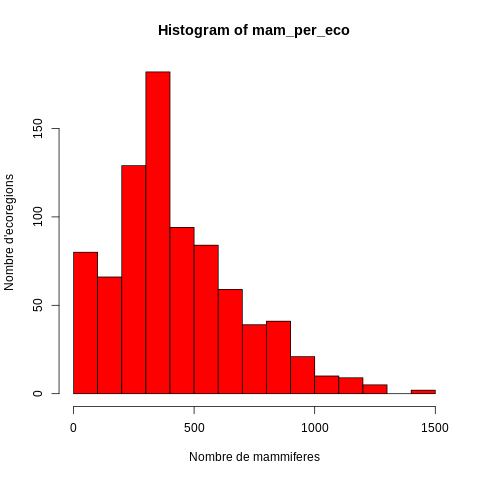 Histogram of mam_per_eco
Nombre d'ecoregions
150
100
50
0
0 500 1000 1500
Nombre de mammiferes